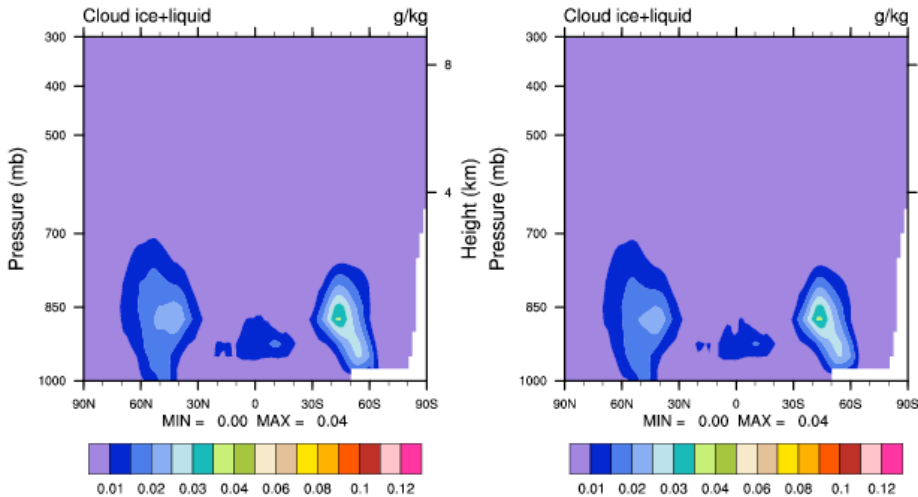 Cloud ice+liquid g/kg
300
400
500
700
850
1000
Pressure (mb)
8
4
Height (km)
90N 60N 30N 0 30S 60S 90S
MIN = 0.00 MAX = 0.04
0.01 0.02 0.03 0.04 0.06 0.08 0.1 0.12
Cloud ice+liquid g/kg
300
400
500
700
850
1000
Pressure (mb)
90N 60N 30N 0 30S 60S 90S
MIN = 0.00 MAX = 0.04
0.01 0.02 0.03 0.04 0.06 0.08 0.1 0.12